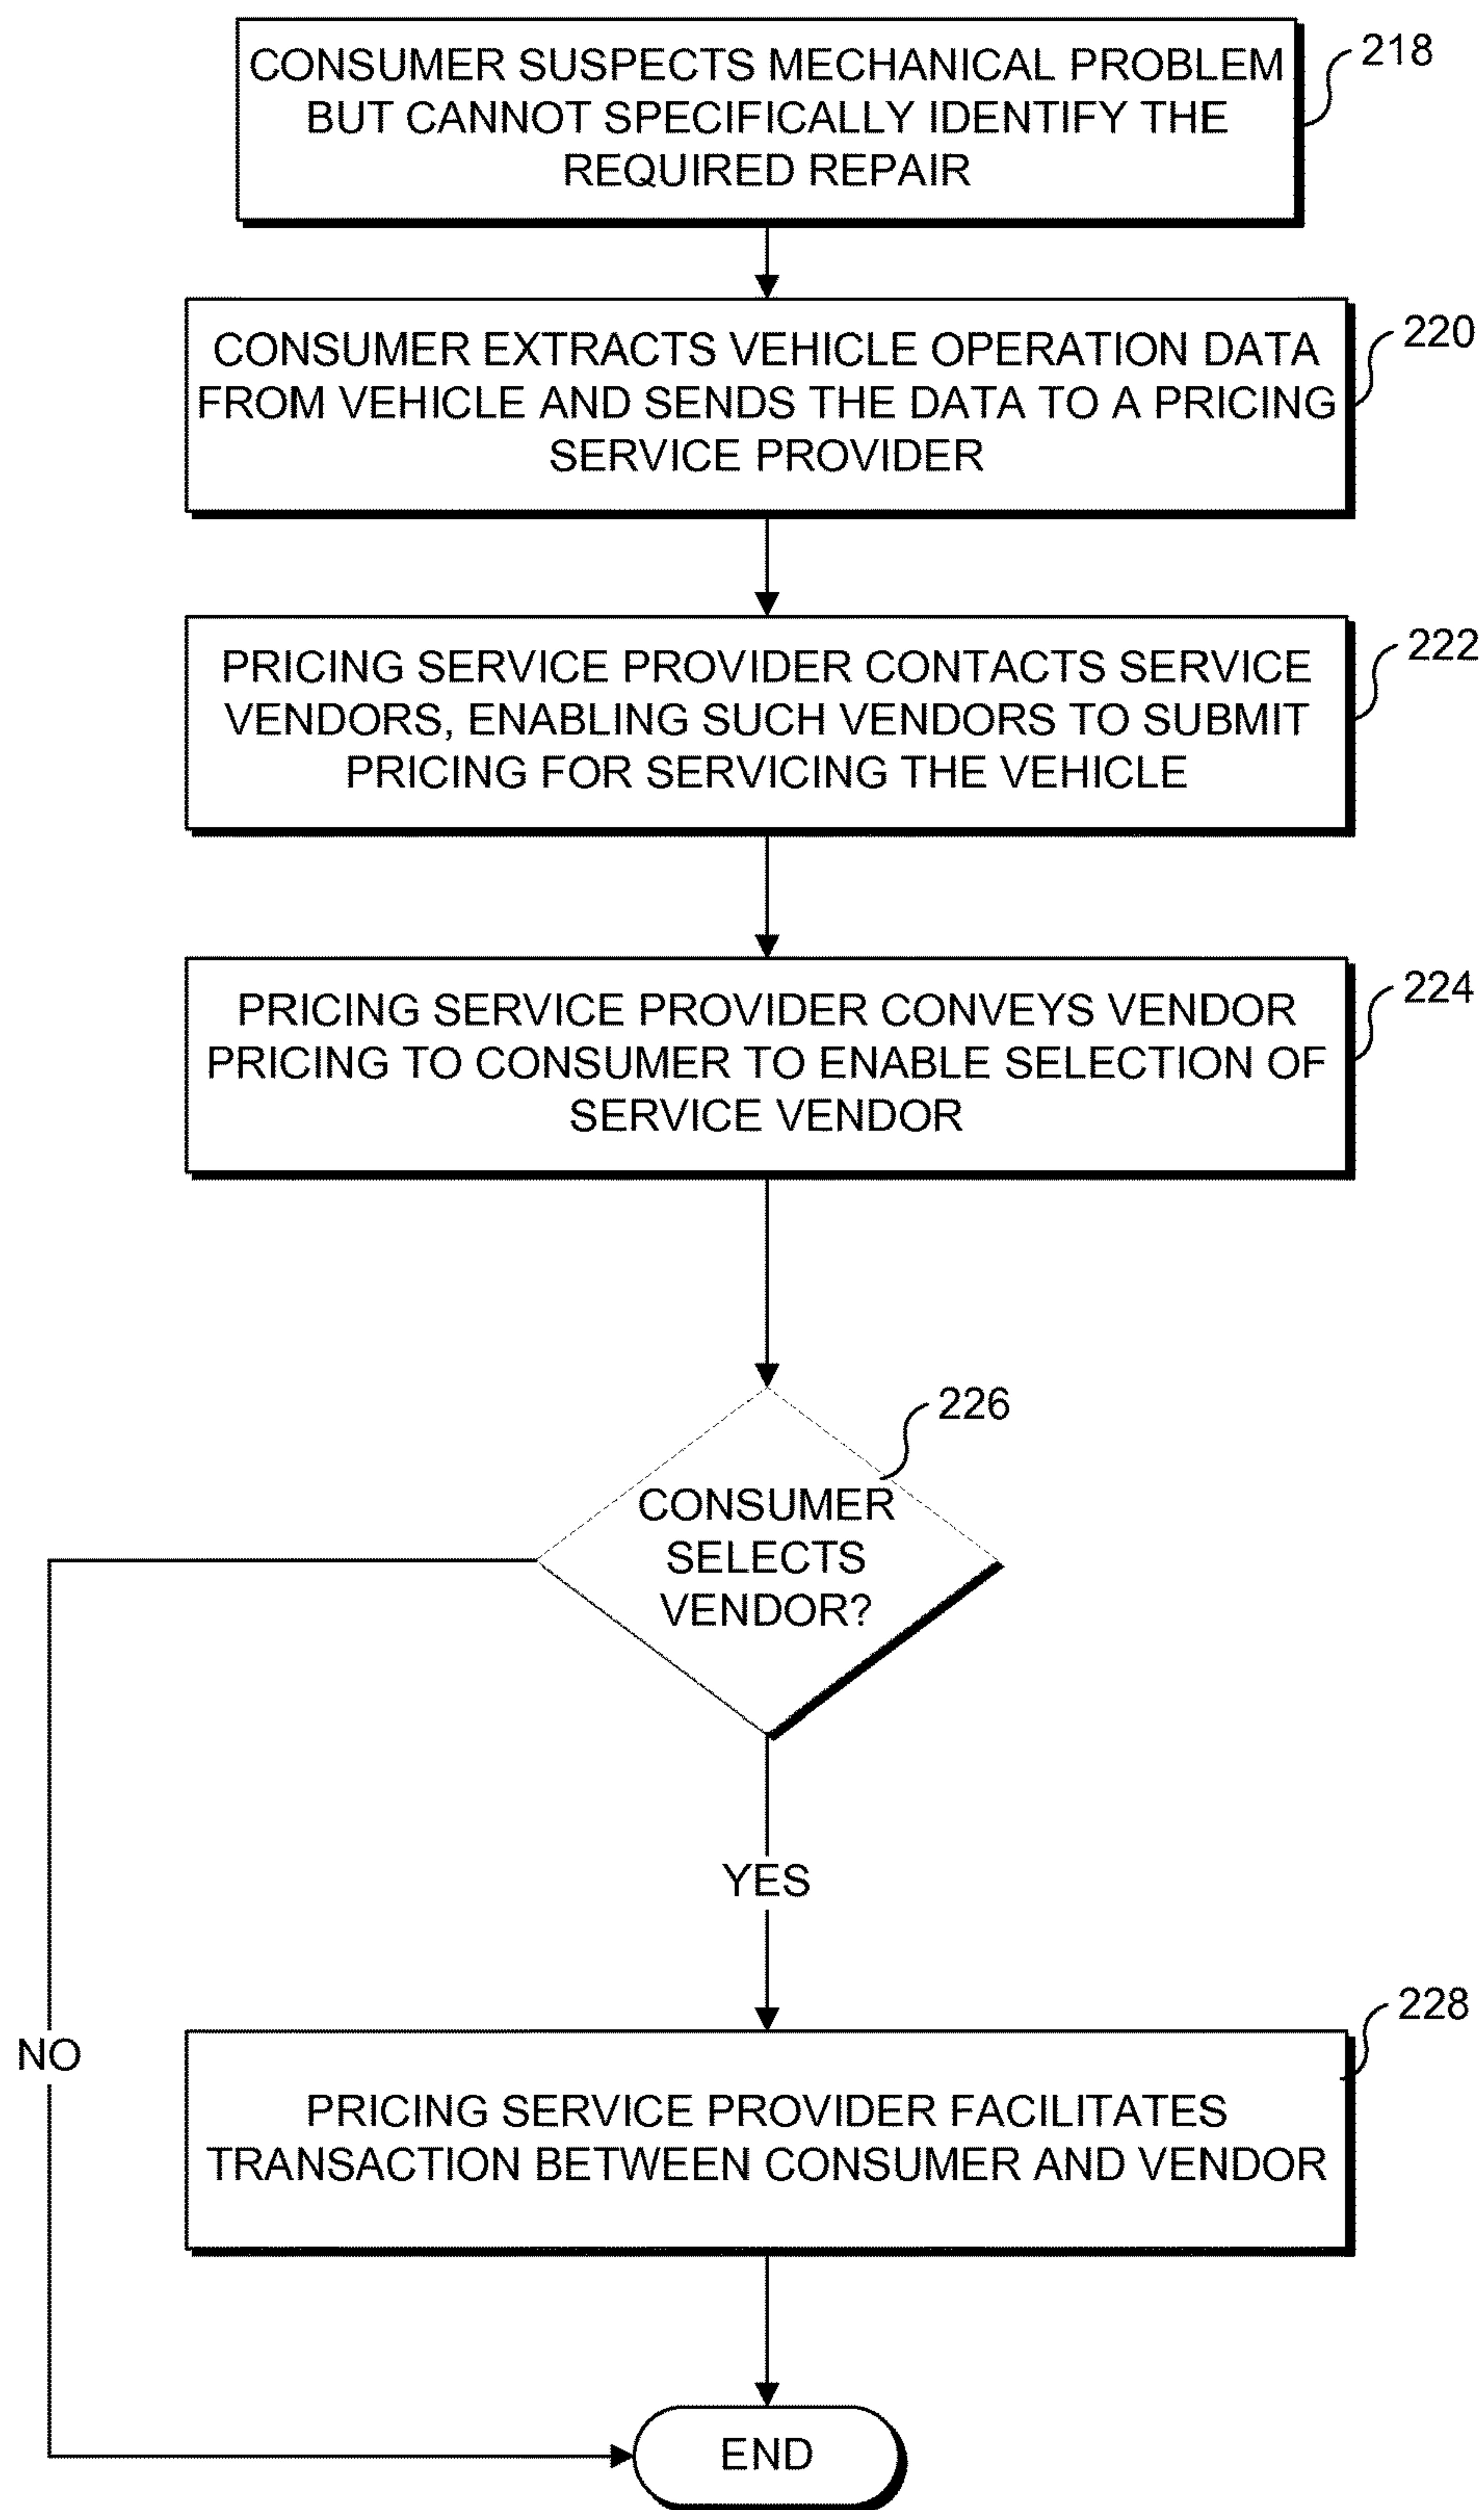 CONSUMER SUSPECTS MECHANICAL PROBLEM
BUT CANNOT SPECIFICALLY IDENTIFY THE
REQUIRED REPAIR
218
CONSUMER EXTRACTS VEHICLE OPERATION DATA
FROM VEHICLE AND SENDS THE DATA TO A PRICING
SERVICE PROVIDER
220
PRICING SERVICE PROVIDER CONTACTS SERVICE
VENDORS, ENABLING SUCH VENDORS TO SUBMIT
PRICING FOR SERVICING THE VEHICLE
222
PRICING SERVICE PROVIDER CONVEYS VENDOR
PRICING TO CONSUMER TO ENABLE SELECTION OF
SERVICE VENDOR
224
226
CONSUMER
SELECTS
VENDOR?
YES
NO
228
PRICING SERVICE PROVIDER FACILITATES
TRANSACTION BETWEEN CONSUMER AND VENDOR
END